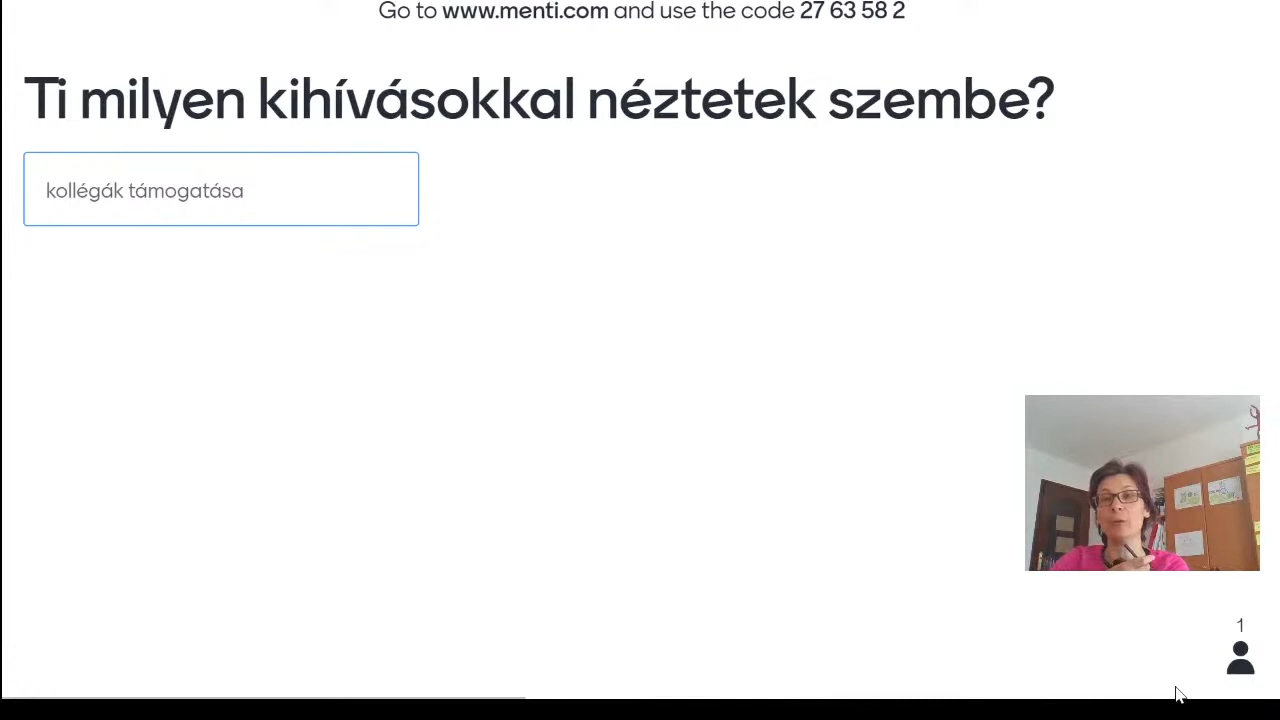 Go to www.menti.com and use the code 27 63 58 2
Ti milyen kihívásokkal néztetek szembe?
kollégák támogatása
1